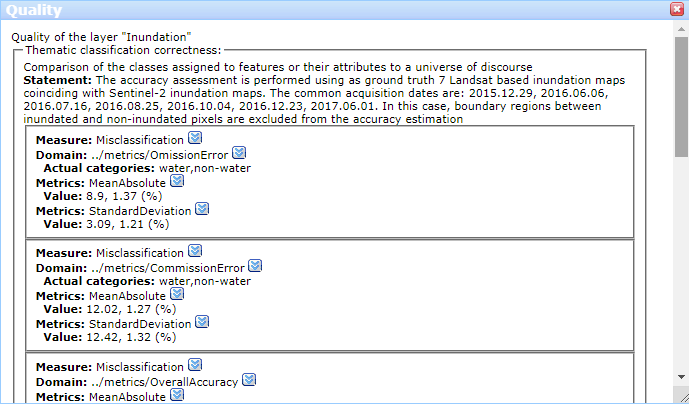 Quality
Quality of the layer "Inundation"
Thematic classification correctness:
Comparison of the classes assigned to features or their attributes to a universe of discourse
Statement: The accuracy assessment is performed using as ground truth 7 Landsat based inundation maps
coinciding with Sentinel-2 inundation maps. The common acquisition dates are: 2015.12.29, 2016.06.06,
2016.07.16, 2016.08.25, 2016.10.04, 2016.12.23, 2017.06.01. In this case, boundary regions between
inundated and non-inundated pixels are excluded from the accuracy estimation
Measure: Misclassification
Domain: ../metrics/OmissionError
Actual categories: water,non-water
Metrics: MeanAbsolute
Value: 8.9, 1.37 (%)
Metrics: StandardDeviation
Value: 3.09, 1.21 (%)
Measure: Misclassification
Domain: ../metrics/CommissionError
Actual categories: water,non-water
Metrics: MeanAbsolute
Value: 12.02, 1.27 (%)
Metrics: StandardDeviation
Value: 12.42, 1.32 (%)
Measure: Misclassification
Domain: ../metrics/OverallAccuracy
Metrics: MeanAbsolute